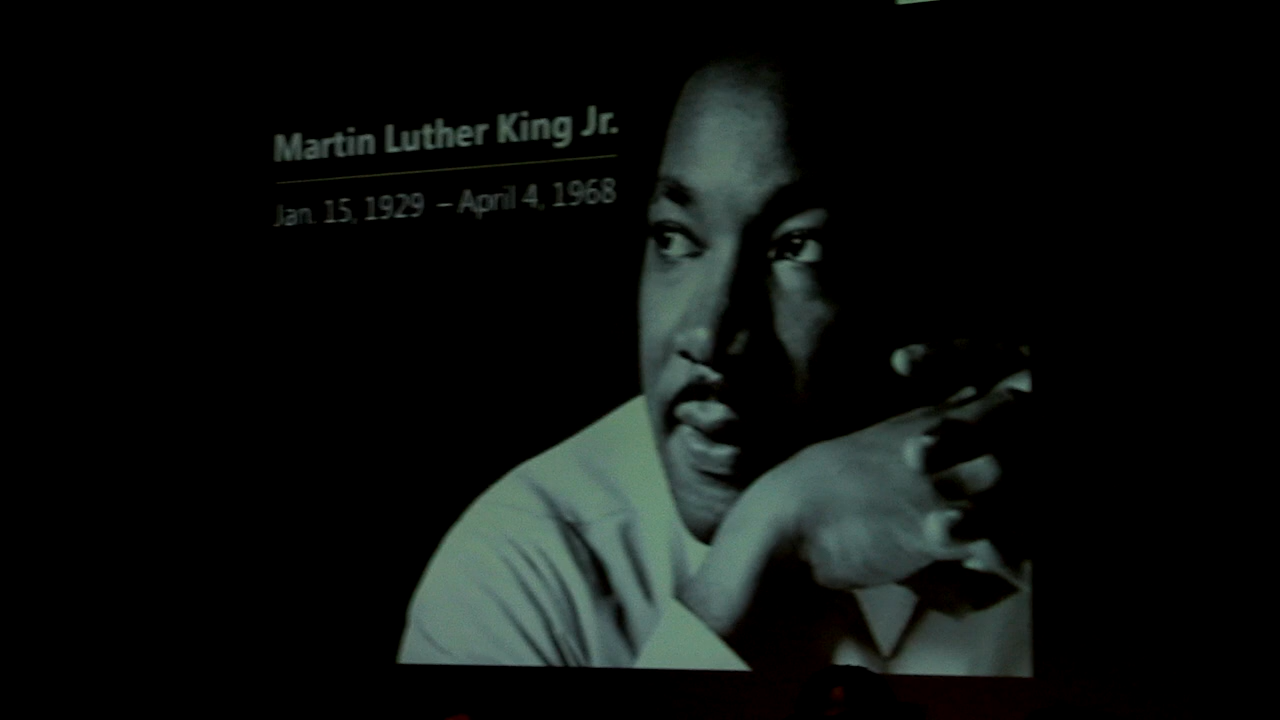 Martin Luther King Jr.
Jan. 15, 1929 – April 4, 1968